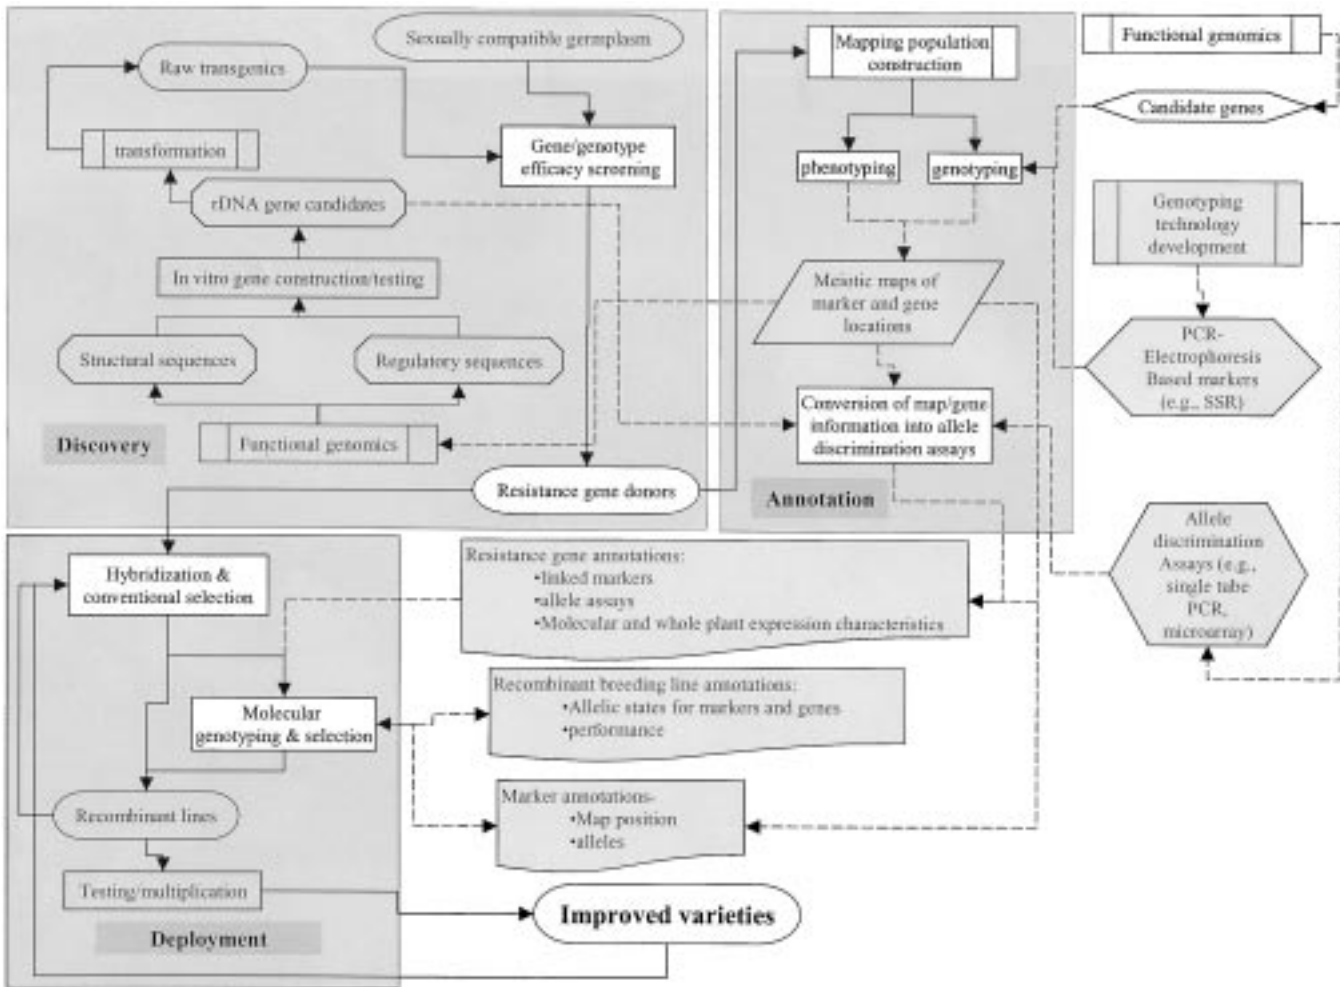 Sexually compatible germplasm
Raw transgenics
transformation
Gene/genotype
efficacy screening
rDNA gene candidates
In vitro gene construction/testing
Structural sequences
Regulatory sequences
Functional genomics
Discovery
Resistance gene donors
Mapping population
construction
phenotyping
genotyping
Meiotic maps of
marker and gene
locations
Conversion of map/gene
information into allele
discrimination assays
Annotation
Functional genomics
Candidate genes
Genotyping
technology
development
PCR-
Electrophoresis
Based markers
(e.g., SSR)
Allele
discrimination
Assays (e.g.,
single tabe
PCR,
microarray)
Hybridization &
conventional selection
Molecular
genotyping & selection
Recombinant lines
Testing/multiplication
Deployment
Resistance gene annotations:
•linked markers
•allele assays
•Molecular and whole plant expression characteristics
Recombinant breeding line annotations:
•Allelic states for markers and genes
•performance
Marker annotations-
•Map position
•alleles
Improved varieties